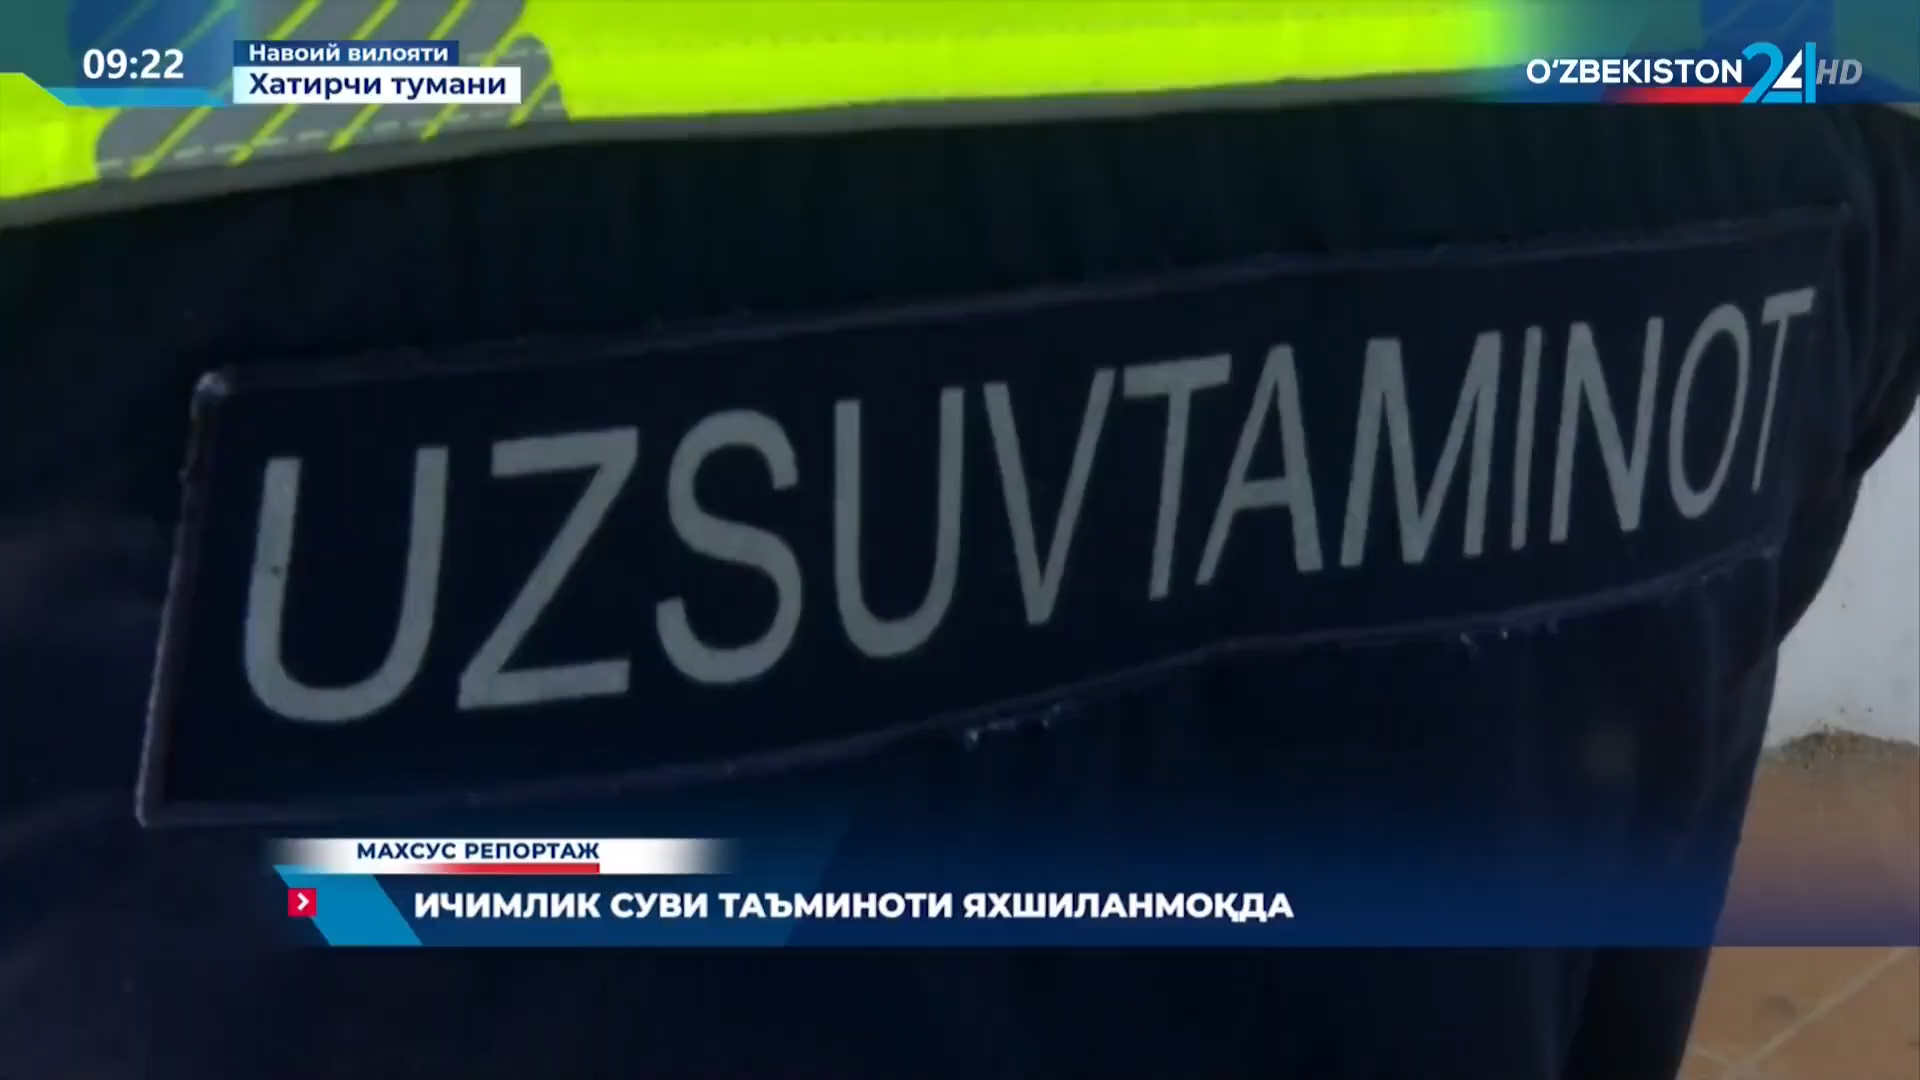 09:22
Навоий вилояти
Хатирчи тумани
O‘ZBEKISTON 24 HD
UZSUVTAMINOT
МАХСУС РЕПОРТАЖ
ИЧИМЛИК СУВИ ТАЪМИНОТИ ЯХШИЛАНМОҚДА